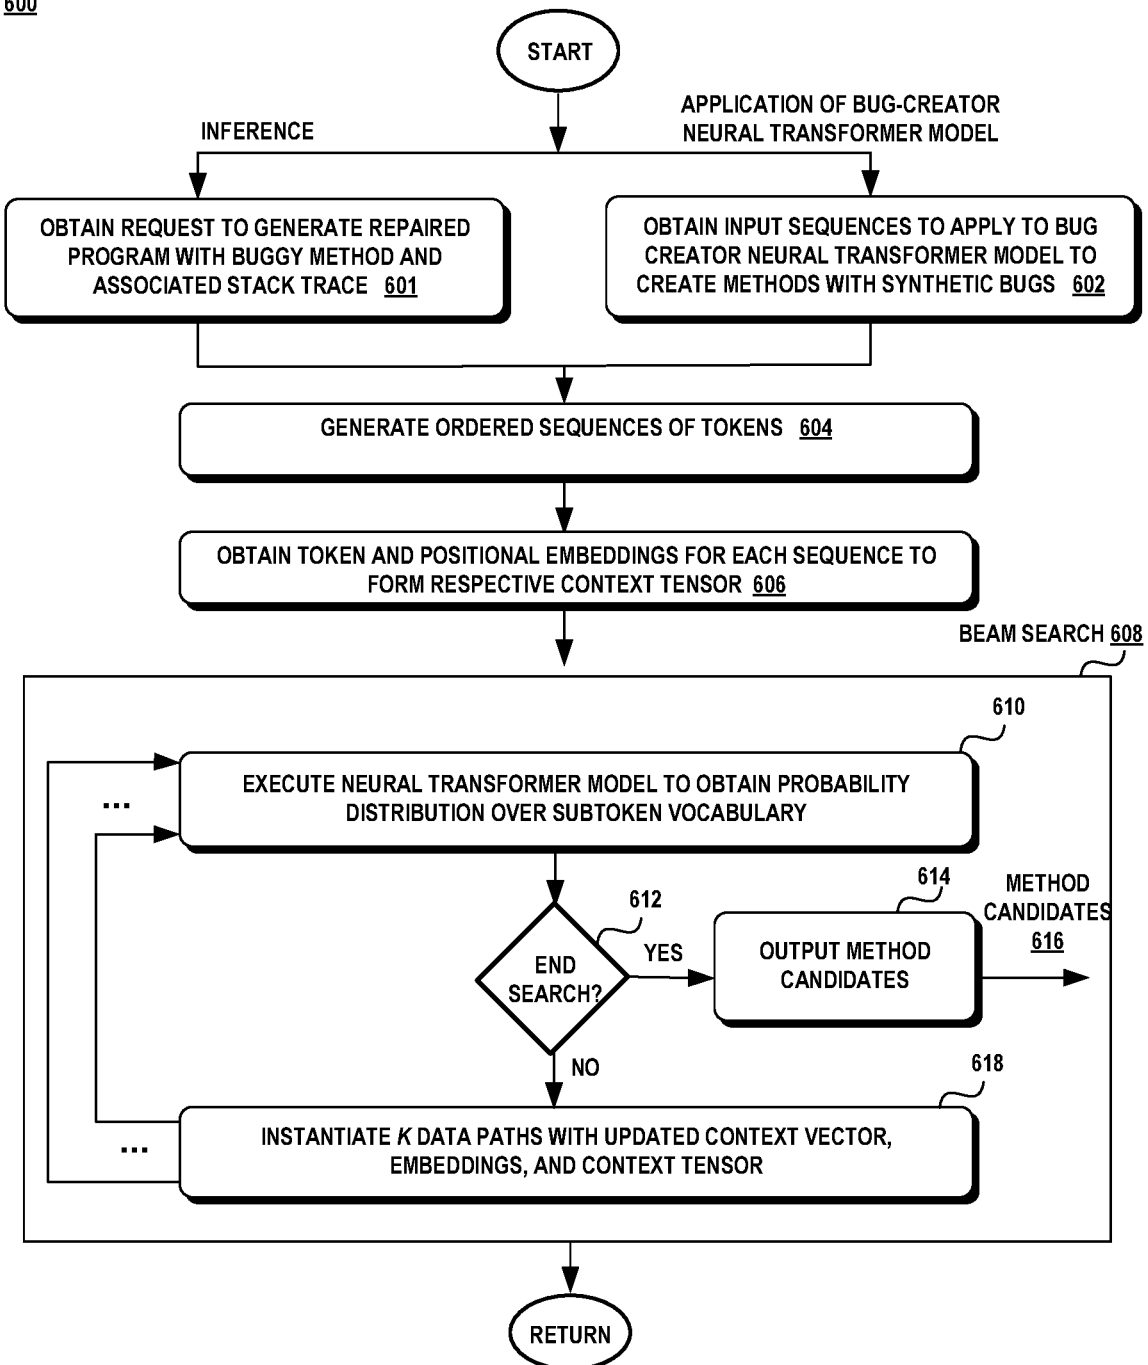 600
START
INFERENCE
APPLICATION OF BUG-CREATOR
NEURAL TRANSFORMER MODEL
OBTAIN REQUEST TO GENERATE REPAIRED
PROGRAM WITH BUGGY METHOD AND
ASSOCIATED STACK TRACE 601
OBTAIN INPUT SEQUENCES TO APPLY TO BUG
CREATOR NEURAL TRANSFORMER MODEL TO
CREATE METHODS WITH SYNTHETIC BUGS 602
GENERATE ORDERED SEQUENCES OF TOKENS 604
OBTAIN TOKEN AND POSITIONAL EMBEDDINGS FOR EACH SEQUENCE TO
FORM RESPECTIVE CONTEXT TENSOR 606
BEAM SEARCH 608
610
EXECUTE NEURAL TRANSFORMER MODEL TO OBTAIN PROBABILITY
DISTRIBUTION OVER SUBTOKEN VOCABULARY
...
612
END
SEARCH?
YES
614
OUTPUT METHOD
CANDIDATES
METHOD
CANDIDATES
616
NO
618
INSTANTIATE K DATA PATHS WITH UPDATED CONTEXT VECTOR,
EMBEDDINGS, AND CONTEXT TENSOR
...
RETURN